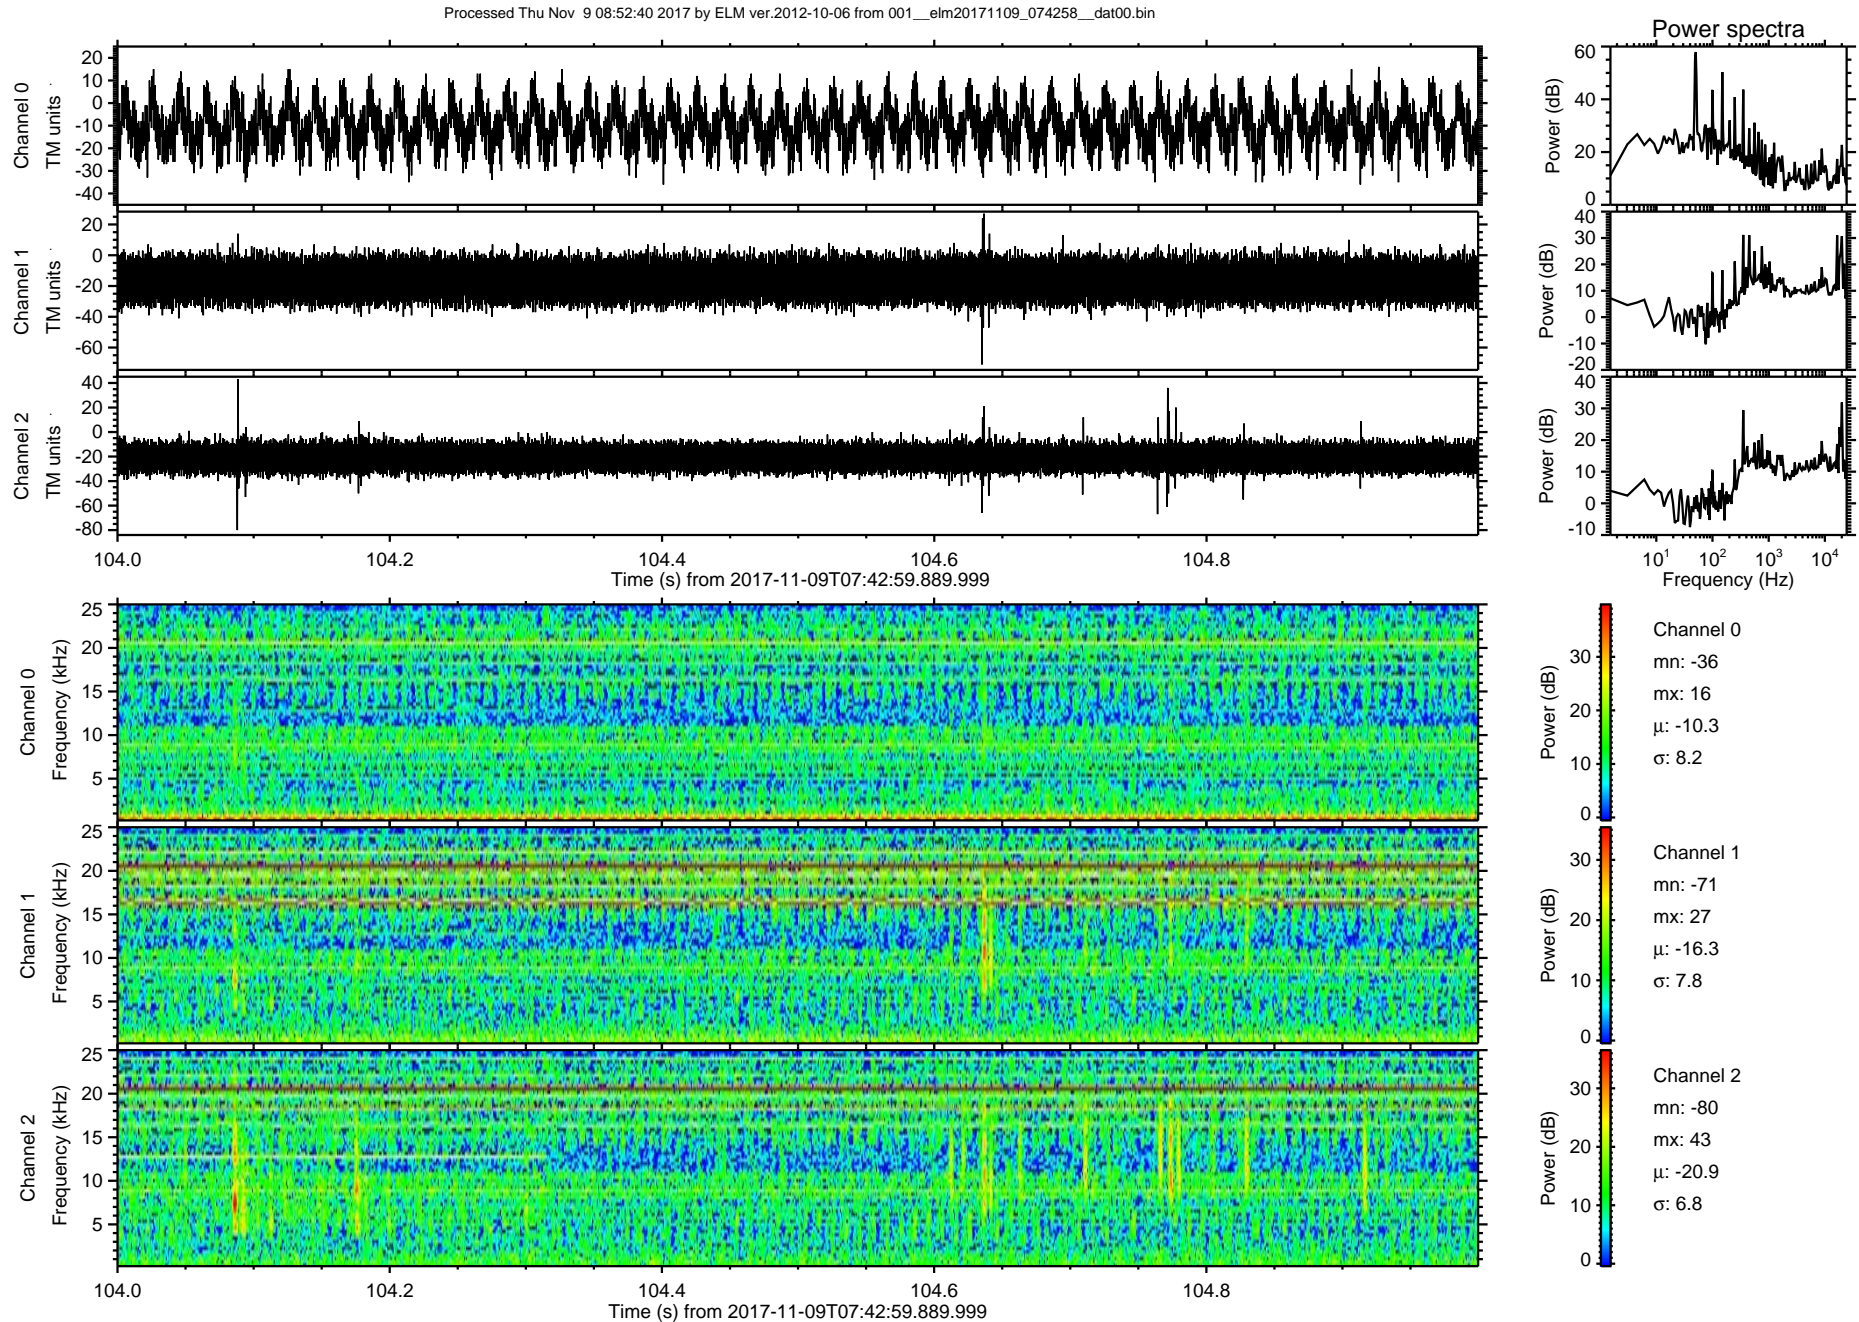 Processed Thu Nov  9 08:52:40 2017 by ELM ver.2012-10-06 from 001__elm20171109_074258__dat00.bin
Power spectra
Channel 0
TM units
20
10
0
-10
-20
-30
-40
Power (dB)
60
40
20
0
Channel 1
TM units
20
0
-20
-40
-60
Power (dB)
40
30
20
10
0
-10
-20
Channel 2
TM units
40
20
0
-20
-40
-60
-80
Power (dB)
40
30
20
10
0
-10
104.0 104.2 104.4 104.6 104.8
Time (s) from 2017-11-09T07:42:59.889.999
10^1 10^2 10^3 10^4
Frequency (Hz)
Channel 0
Frequency (kHz)
25
20
15
10
5
Power (dB)
30
20
10
0
Channel 0
mn: -36
mx: 16
μ: -10.3
σ: 8.2
Channel 1
Frequency (kHz)
25
20
15
10
5
Power (dB)
30
20
10
0
Channel 1
mn: -71
mx: 27
μ: -16.3
σ: 7.8
Channel 2
Frequency (kHz)
25
20
15
10
5
Power (dB)
30
20
10
0
Channel 2
mn: -80
mx: 43
μ: -20.9
σ: 6.8
104.0 104.2 104.4 104.6 104.8
Time (s) from 2017-11-09T07:42:59.889.999